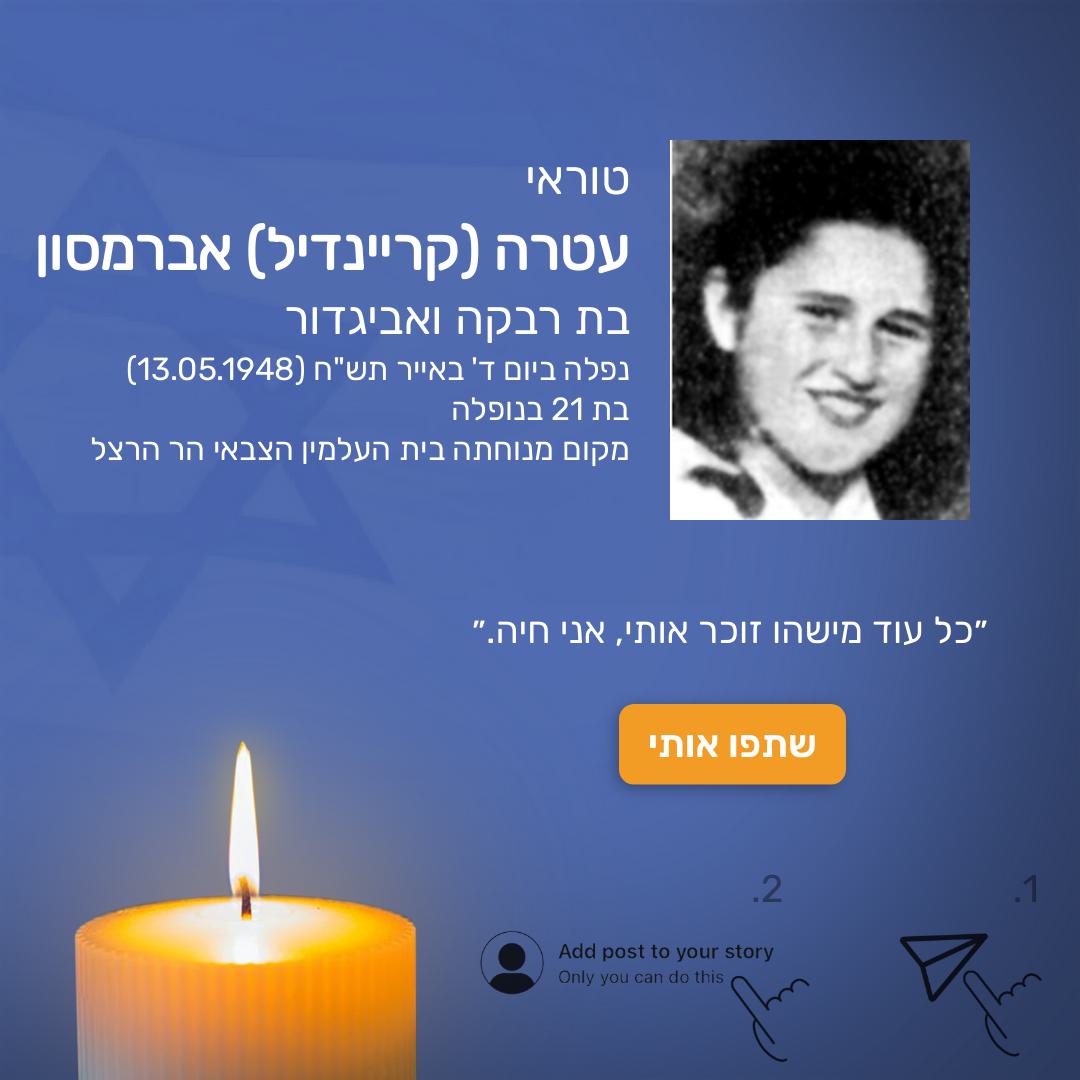 טוראי
עטרה (קריינדיל) אברמסון
בת רבקה ואביגדור
נפלה ביום ד' באייר תש"ח (13.05.1948)
בת 21 בנופלה
מקום מנוחתה בית העלמין הצבאי הר הרצל
״כל עוד מישהו זוכר אותי, אני חיה.״
שתפו אותי
1.
2.
Add post to your story
Only you can do this